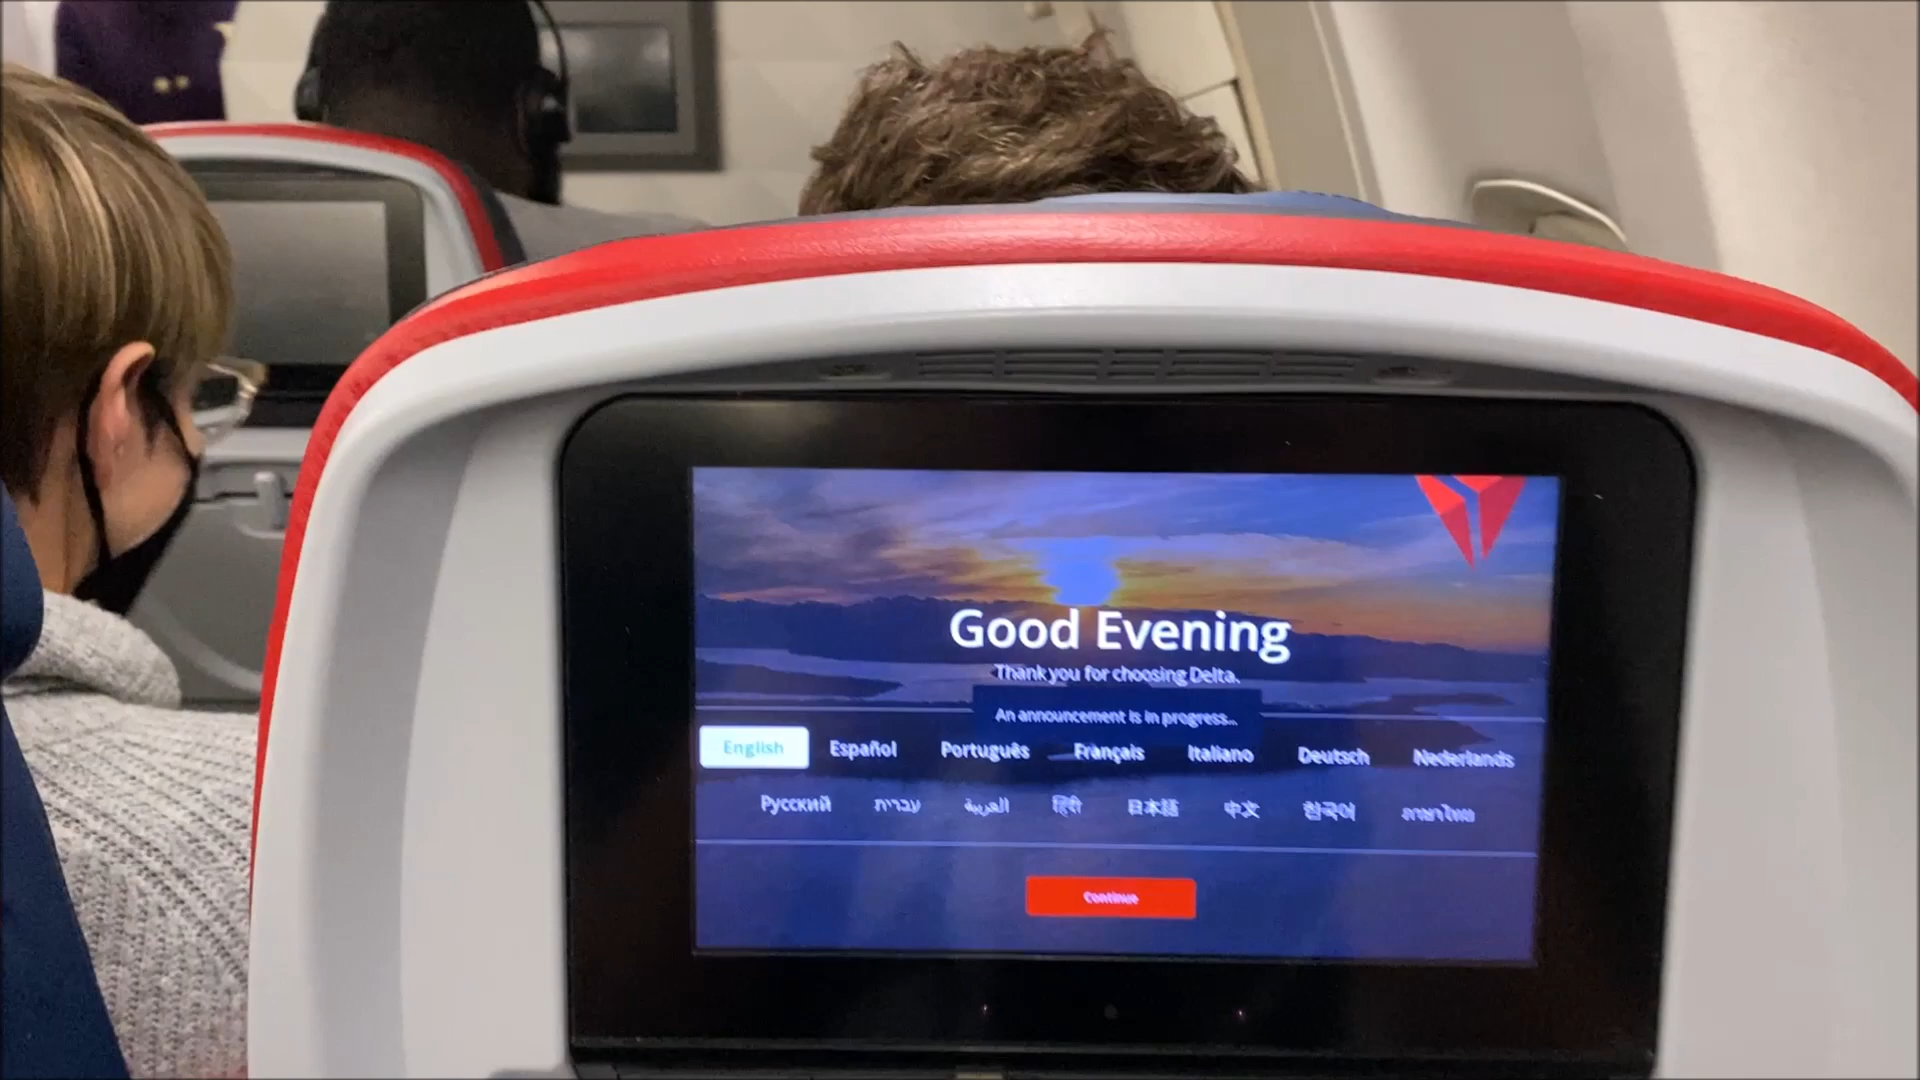 Good Evening
Thank you for choosing Delta.
An announcement is in progress...
English Español Português Français Italiano Deutsch Nederlands
Русский עברית العربية हिंदी 日本語 中文 한국어 ภาษาไทย
Continue